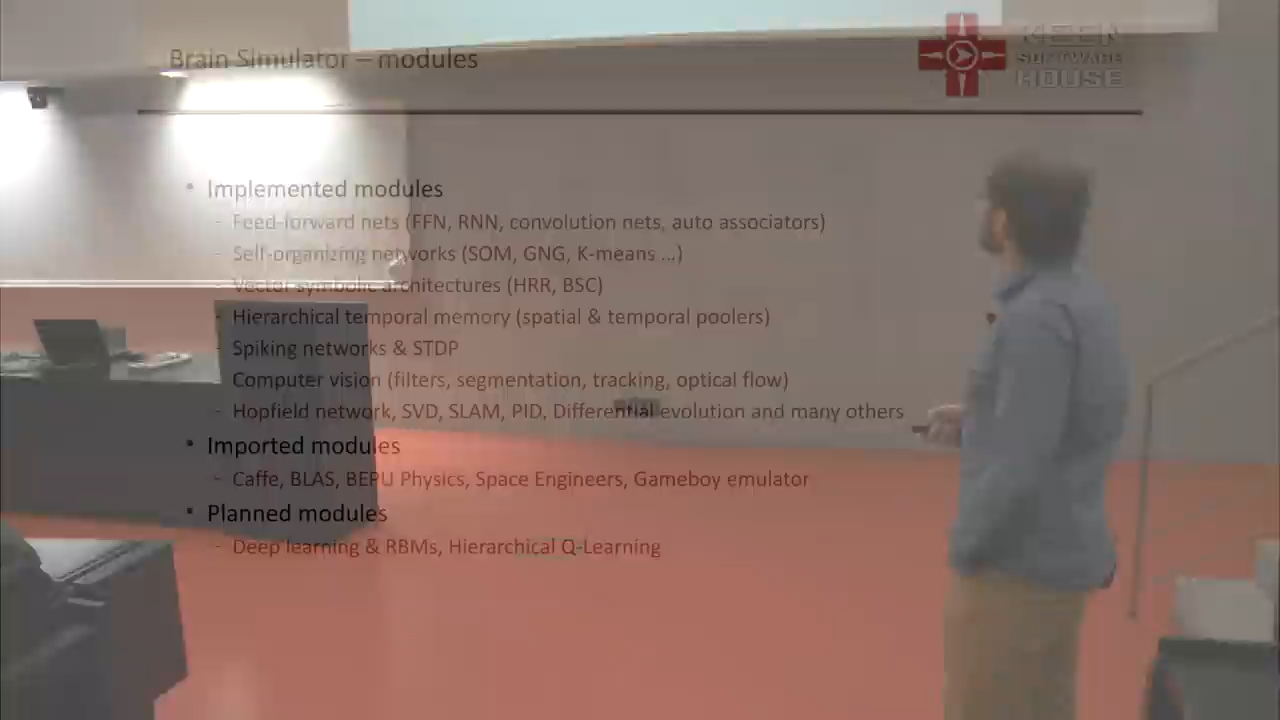 Brain Simulator – modules
KEEN
SOFTWARE
HOUSE
• Implemented modules
- Feed-forward nets (FFN, RNN, convolution nets, auto associators)
- Self-organizing networks (SOM, GNG, K-means ...)
- Vector symbolic architectures (HRR, BSC)
- Hierarchical temporal memory (spatial & temporal poolers)
- Spiking networks & STDP
- Computer vision (filters, segmentation, tracking, optical flow)
- Hopfield network, SVD, SLAM, PID, Differential evolution and many others
• Imported modules
- Caffe, BLAS, BEPU Physics, Space Engineers, Gameboy emulator
• Planned modules
- Deep learning & RBMs, Hierarchical Q-Learning